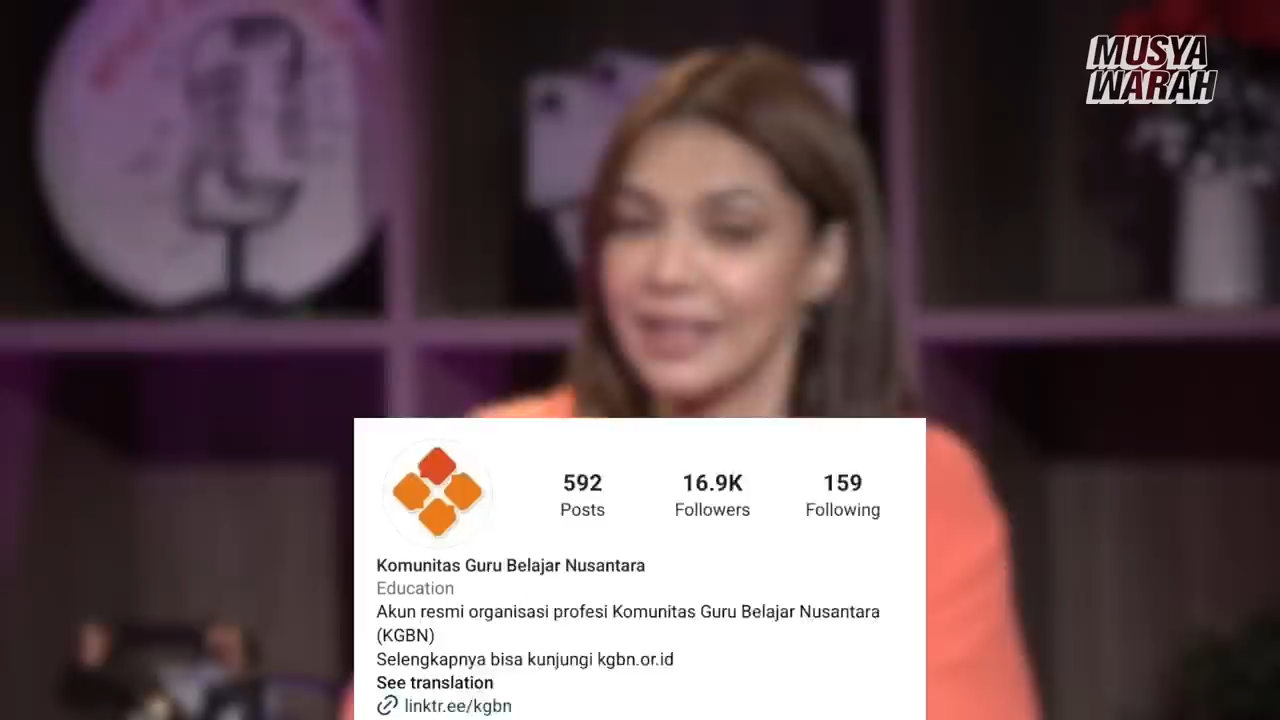 MUSYA
WARAH
592
16.9K
159
Posts
Followers
Following
Komunitas Guru Belajar Nusantara
Education
Akun resmi organisasi profesi Komunitas Guru Belajar Nusantara
(KGBN)
Selengkapnya bisa kunjungi kgbn.or.id
See translation
linktr.ee/kgbn